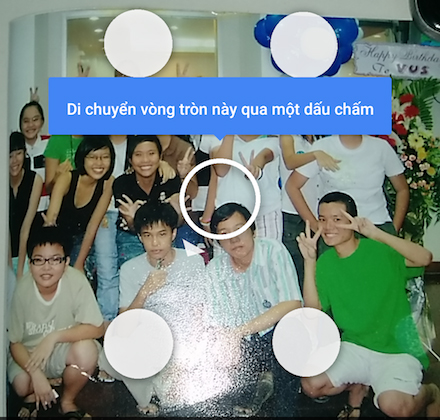 Happy Birthday
To VUS
Di chuyển vòng tròn này qua một dấu chấm